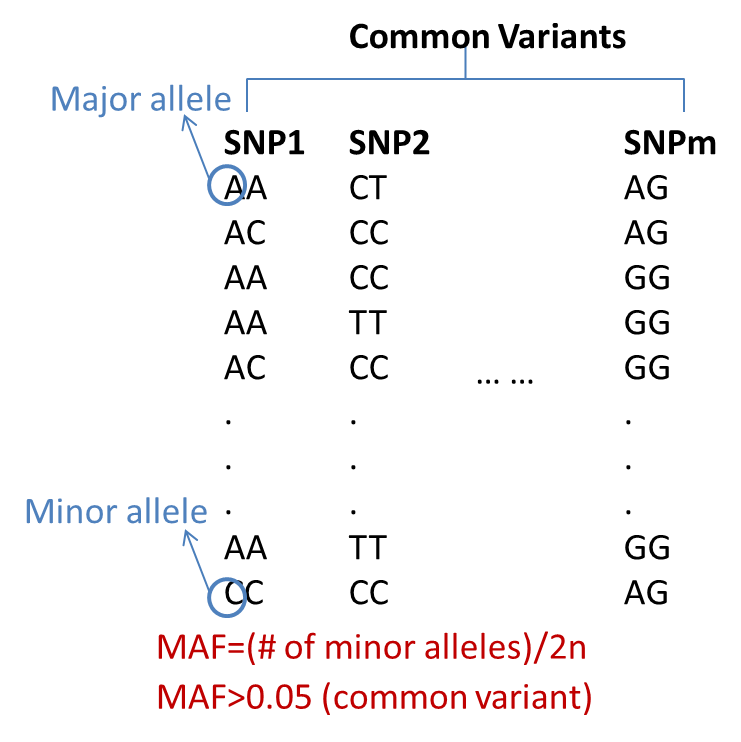 Common Variants
Major allele
SNP1 SNP2 SNPm
AA CT AG
AC CC AG
AA CC GG
AA TT GG
AC CC … … GG
. . .
. . .
Minor allele . . .
AA TT GG
CC CC AG
MAF=(# of minor alleles)/2n
MAF>0.05 (common variant)